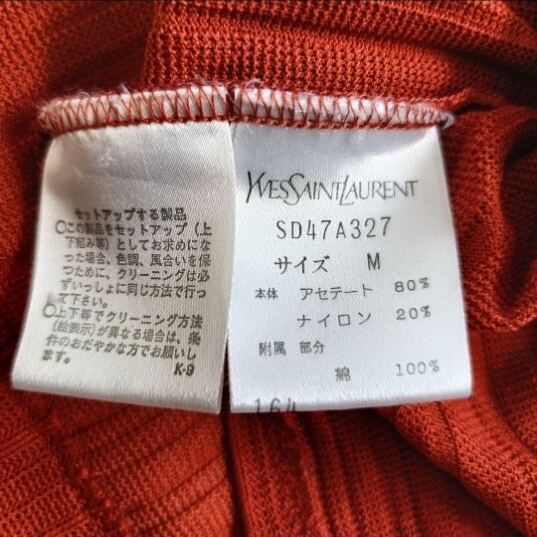 セットアップする製品
○この製品をセットアップ(上
下組み等)としてお求めにな
った場合、色調、風合いを保
つために、クリーニングは必
ずいっしょに同じ方法で行っ
て下さい。
○上下等でクリーニング方法
(絵表示)が異なる場合は、条
件のおだやかな方でお願いし
ます。
K-9
YVESSAINTLAURENT
SD47A327
サイズ M
本体 アセテート 80%
ナイロン 20%
附属 部分
綿 100%